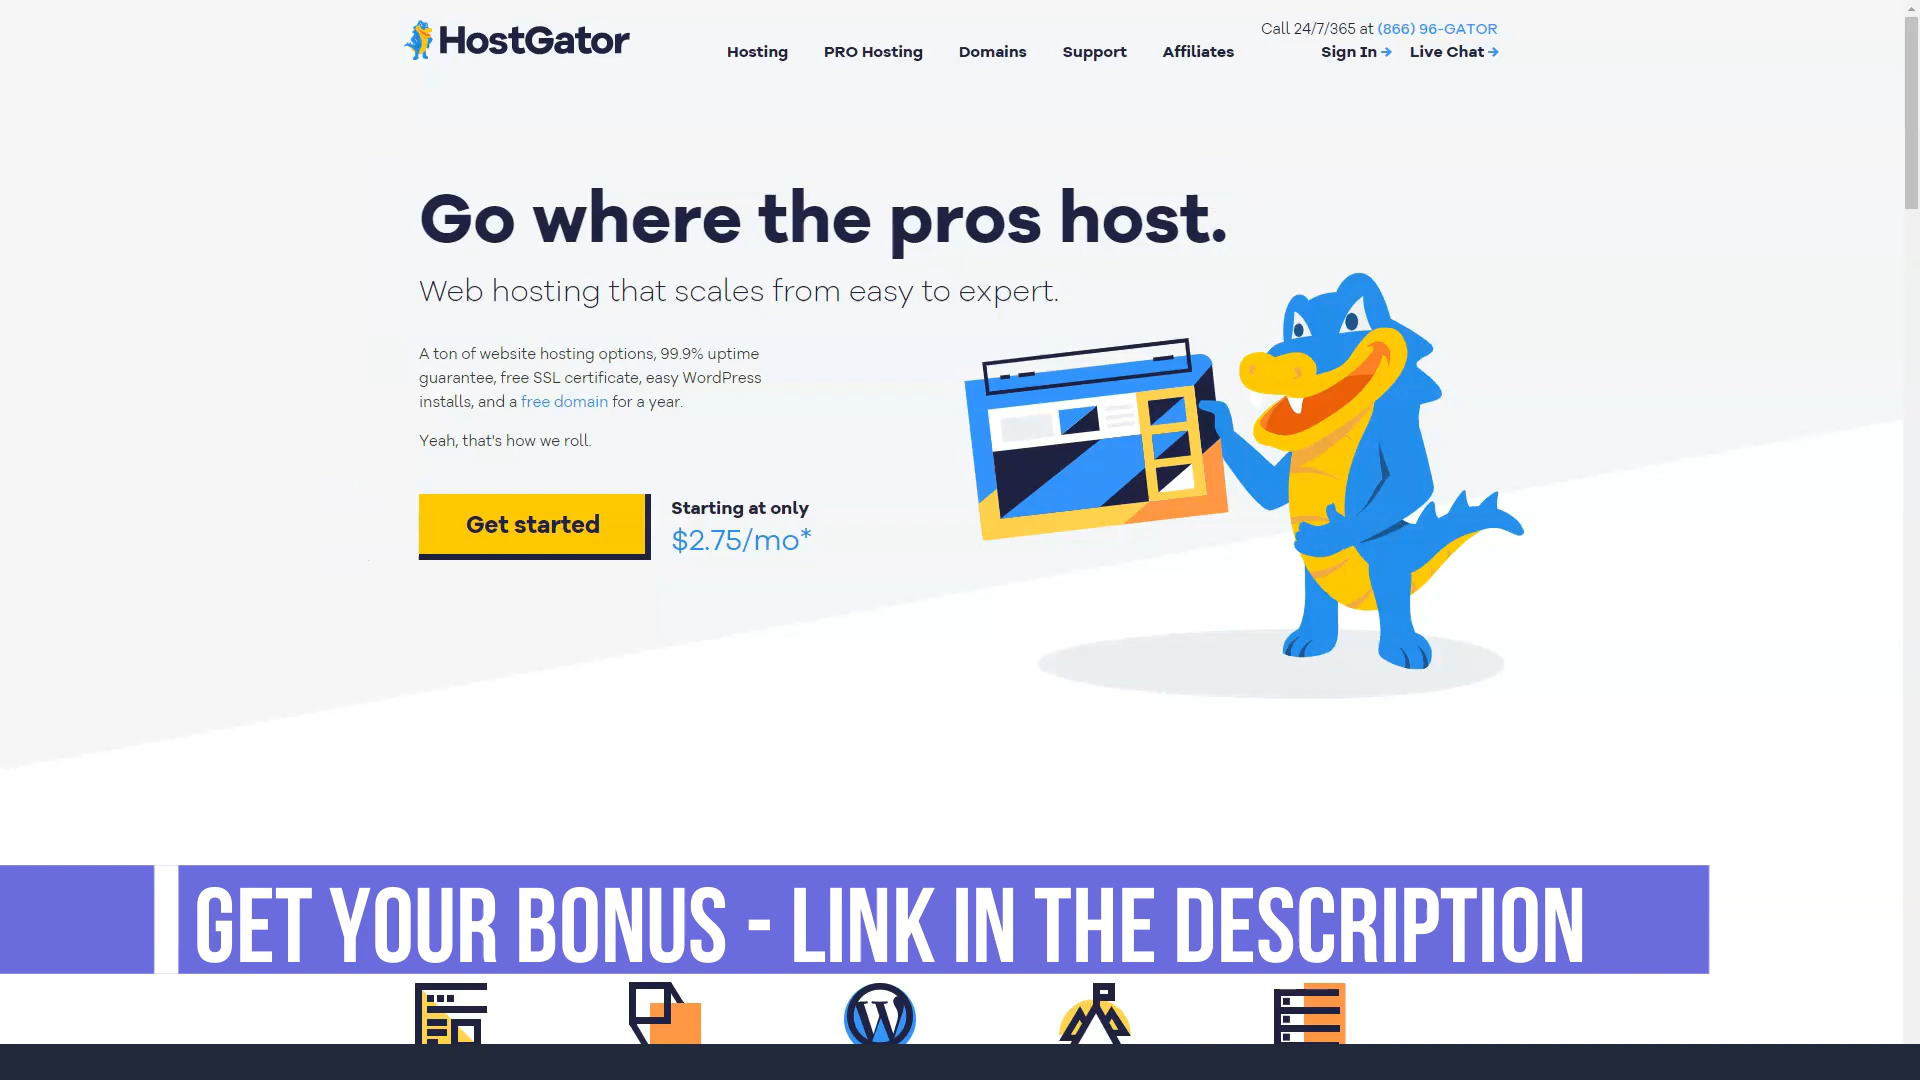 HostGator
Hosting
PRO Hosting
Domains
Support
Affiliates
Call 24/7/365 at (866) 96-GATOR
Sign In
Live Chat
Go where the pros host.
Web hosting that scales from easy to expert.
A ton of website hosting options, 99.9% uptime
guarantee, free SSL certificate, easy WordPress
installs, and a free domain for a year.
Yeah, that's how we roll.
Get started
Starting at only
$2.75/mo*
GET YOUR BONUS - LINK IN THE DESCRIPTION